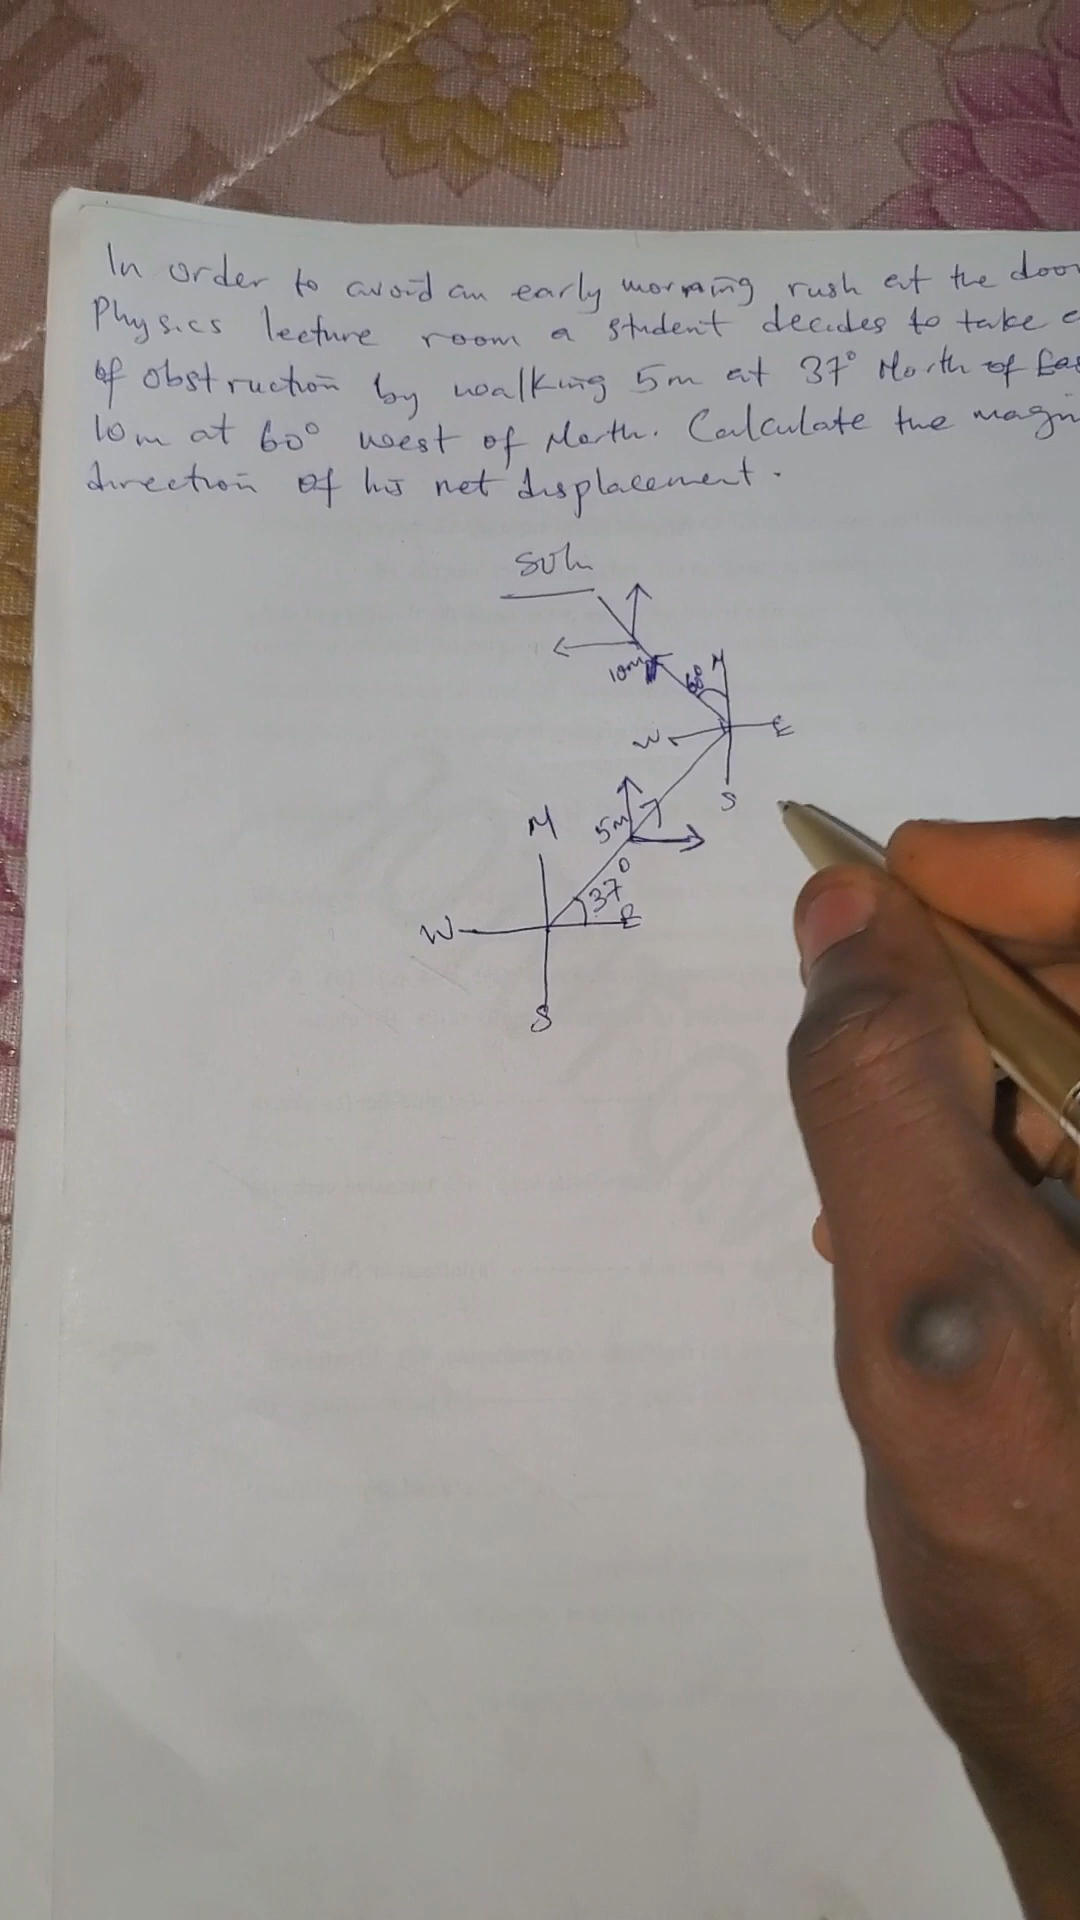 In order to avoid an early morning rush at the door
Physics lecture room a student decides to take
of obstruction by walking 5m at 37° North of Eas
10m at 60° west of North. Calculate the magni
direction of his net displacement.
Soln
10m 60° N
W E
S
N 5m
37°
W E
S